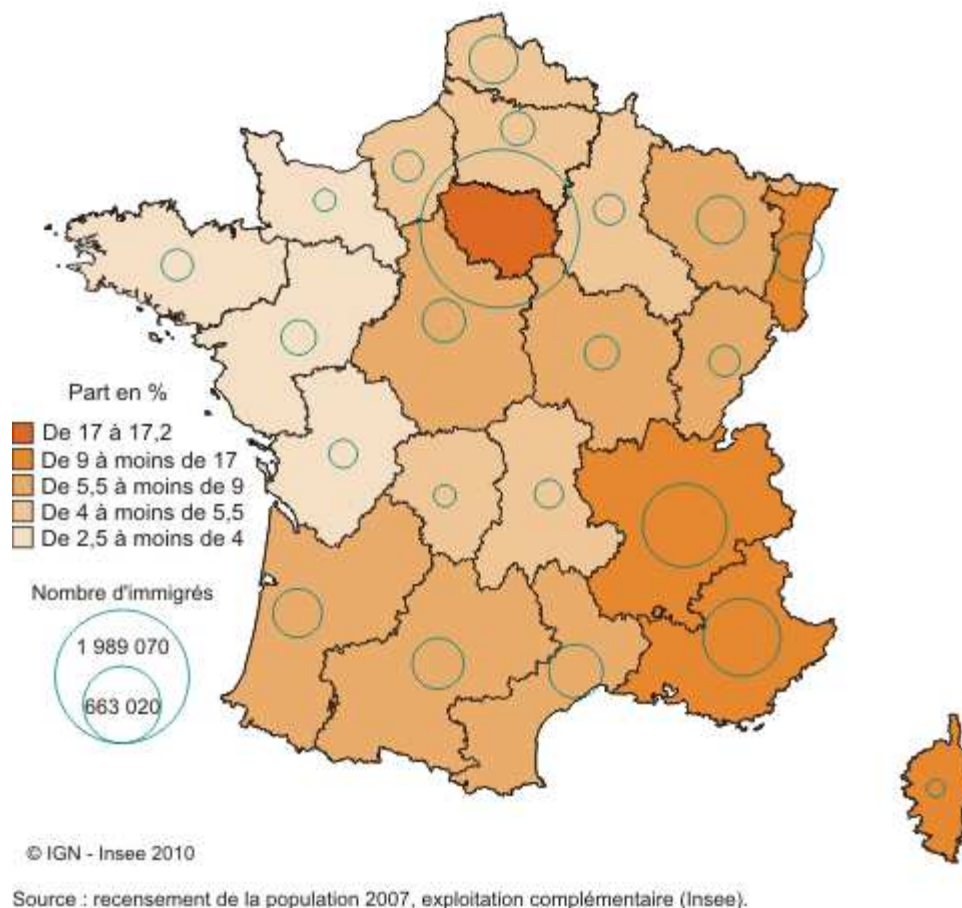 Part en %
De 17 à 17,2
De 9 à moins de 17
De 5,5 à moins de 9
De 4 à moins de 5,5
De 2,5 à moins de 4
Nombre d'immigrés
1 989 070
663 020
© IGN - Insee 2010
Source : recensement de la population 2007, exploitation complémentaire (Insee).